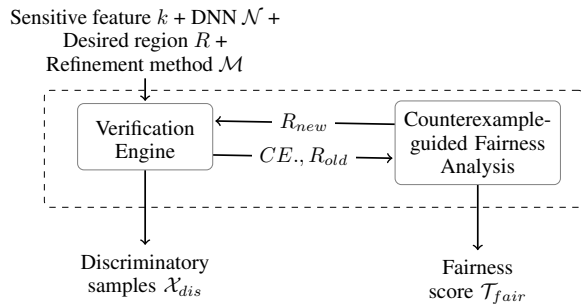 Sensitive feature k + DNN 𝒩 +
Desired region R +
Refinement method ℳ
Verification
Engine
R_new
CE., R_old
Counterexample-
guided Fairness
Analysis
Discriminatory
samples 𝒳_dis
Fairness
score 𝒯_fair